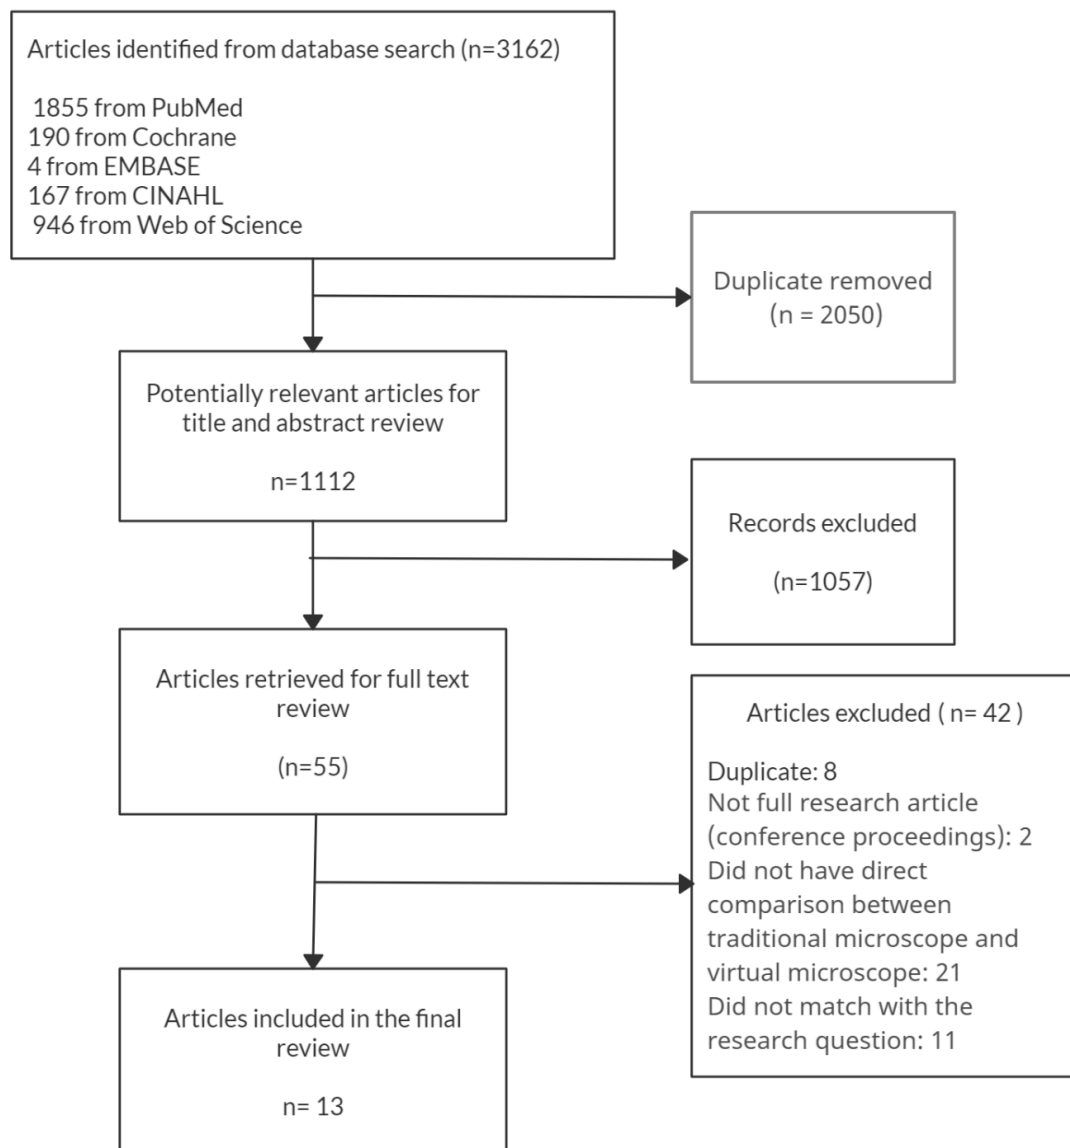 Articles identified from database search (n=3162)
1855 from PubMed
190 from Cochrane
4 from EMBASE
167 from CINAHL
946 from Web of Science
Duplicate removed
(n = 2050)
Potentially relevant articles for
title and abstract review
n=1112
Records excluded
(n=1057)
Articles retrieved for full text
review
(n=55)
Articles excluded ( n= 42 )
Duplicate: 8
Not full research article
(conference proceedings): 2
Did not have direct
comparison between
traditional microscope and
virtual microscope: 21
Did not match with the
research question: 11
Articles included in the final
review
n= 13